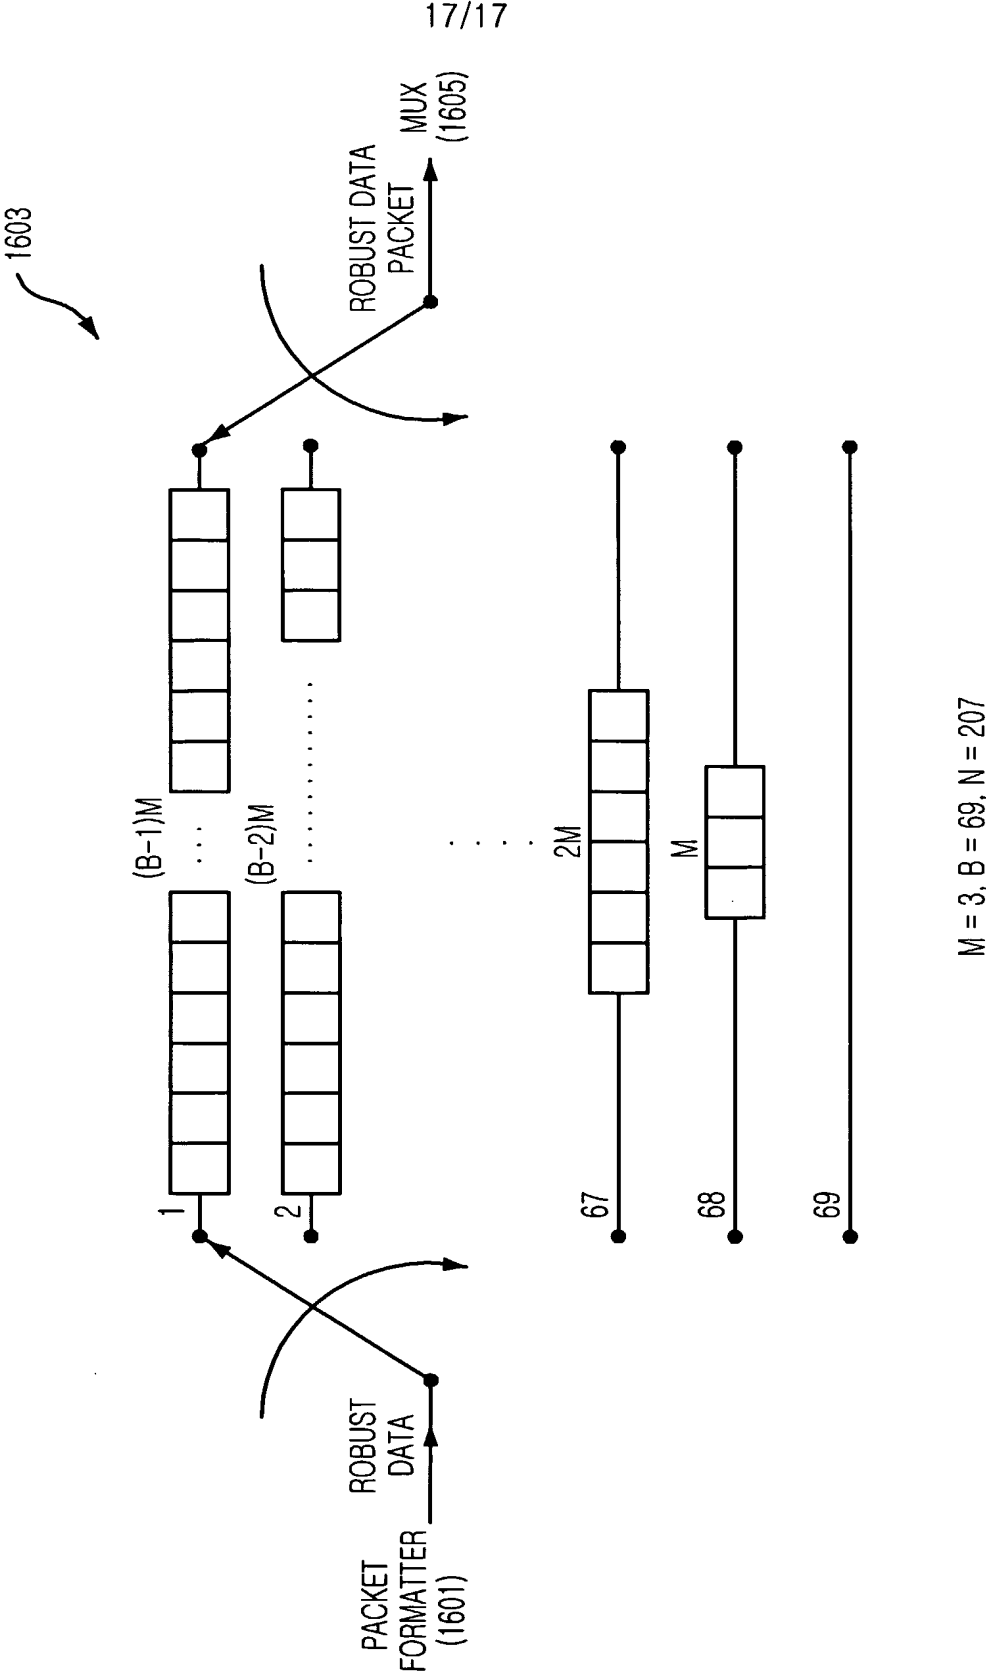 17/17
1603
PACKET
FORMATTER
(1601)
ROBUST
DATA
1
(B-1)M
2
(B-2)M
67
2M
68
M
69
ROBUST DATA
PACKET
MUX
(1605)
M = 3, B = 69, N = 207